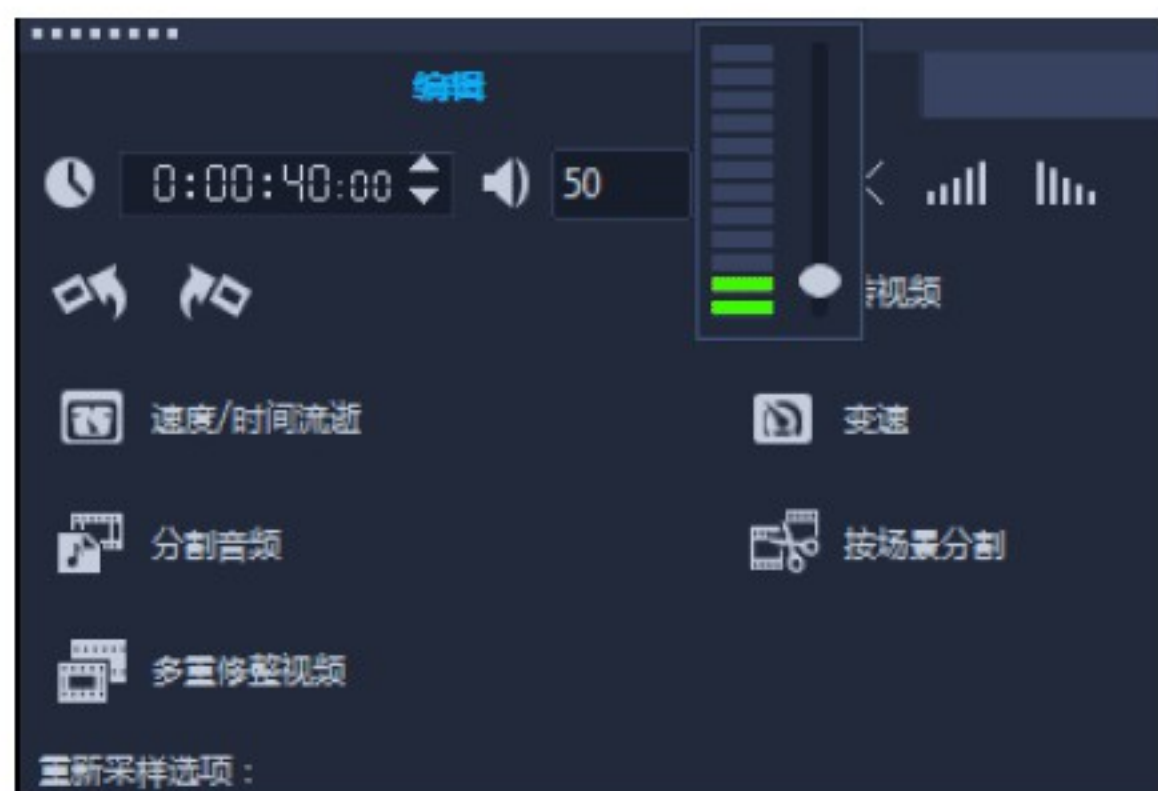 编辑
0:00:40:00 50
转视频
速度/时间流逝 变速
分割音频 按场景分割
多重修整视频
重新采样选项：